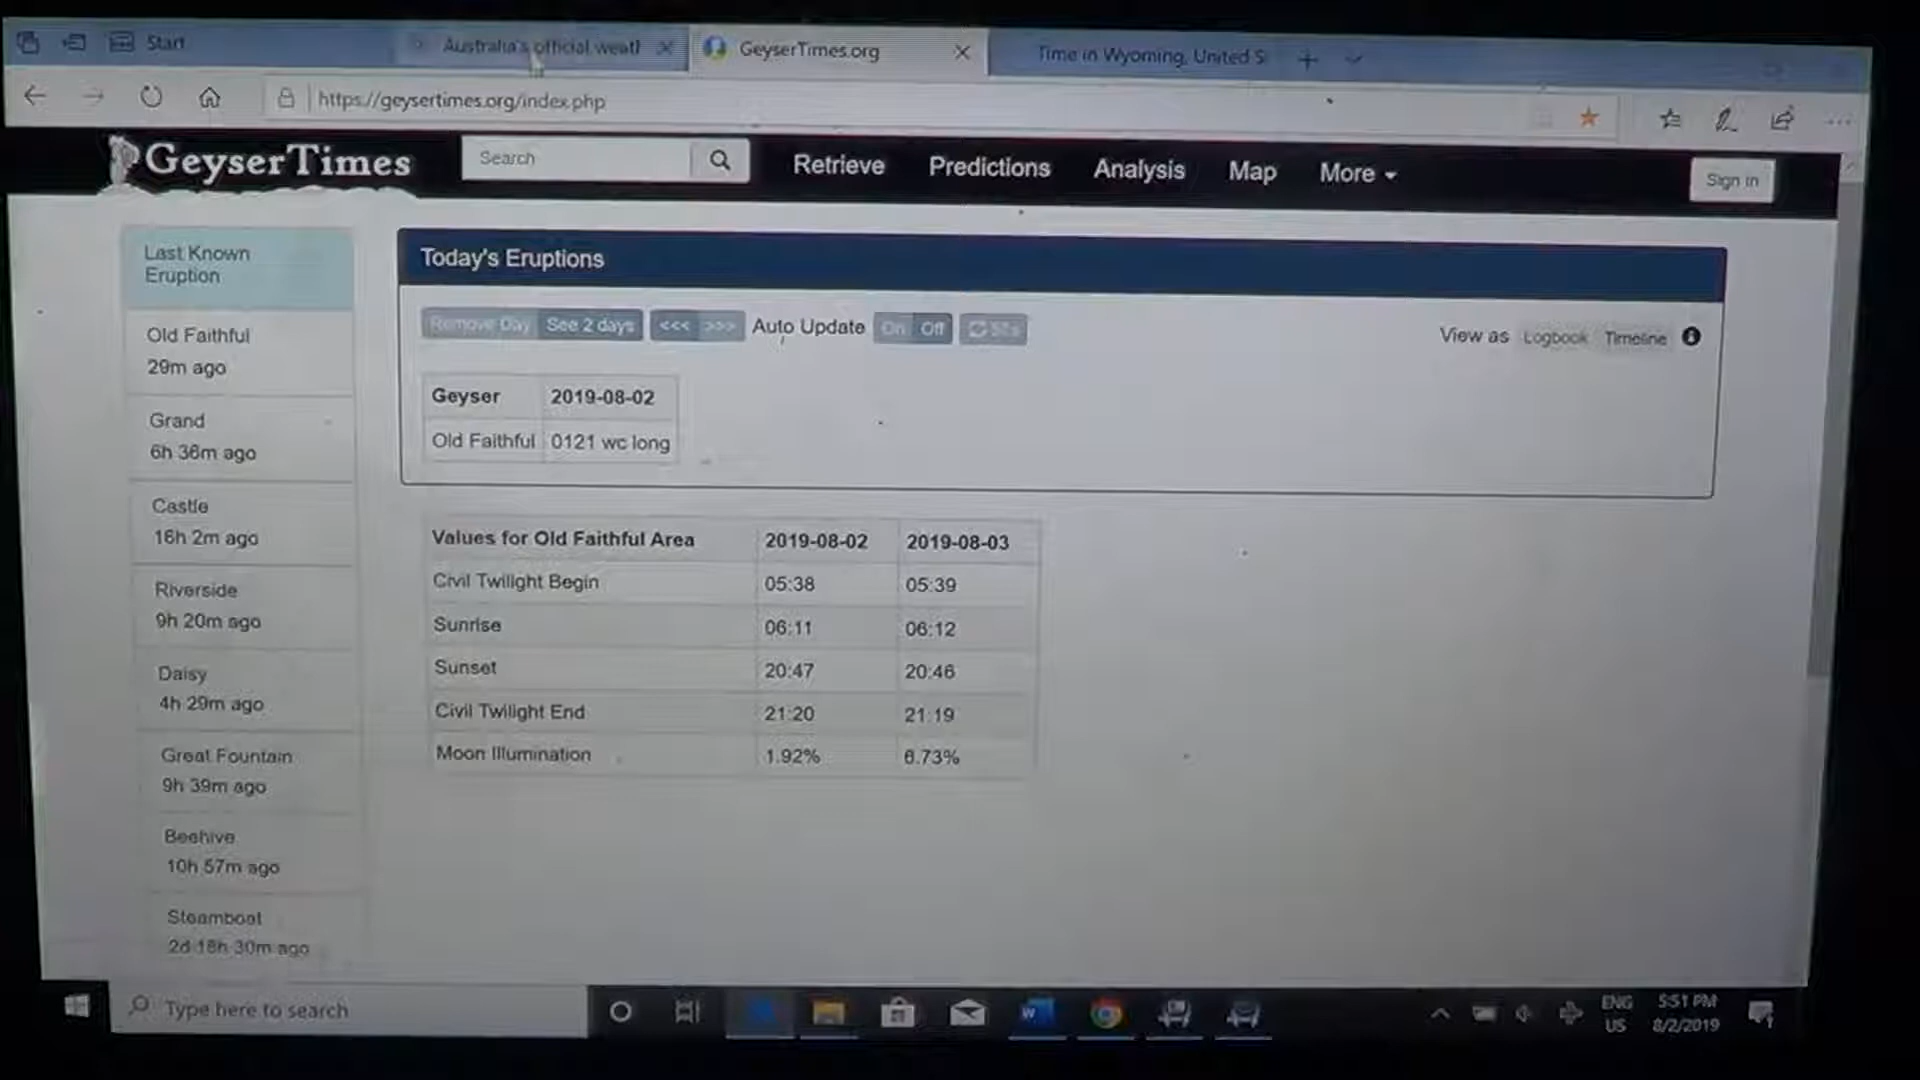 Start
Australia's official weatl
GeyserTimes.org
Time in Wyoming, United S
https://geysertimes.org/index.php
GeyserTimes
Search
Retrieve
Predictions
Analysis
Map
More
Sign in
Last Known
Eruption
Old Faithful
29m ago
Grand
6h 36m ago
Castle
16h 2m ago
Riverside
9h 20m ago
Daisy
4h 29m ago
Great Fountain
9h 39m ago
Beehive
10h 57m ago
Steamboat
2d 18h 30m ago
Today's Eruptions
Remove Day See 2 days <<< >>> Auto Update On Off
View as Logbook Timeline
Geyser 2019-08-02
Old Faithful 0121 wc long
Values for Old Faithful Area 2019-08-02 2019-08-03
Civil Twilight Begin 05:38 05:39
Sunrise 06:11 06:12
Sunset 20:47 20:46
Civil Twilight End 21:20 21:19
Moon Illumination 1.92% 6.73%
Type here to search
ENG
US
5:51 PM
8/2/2019